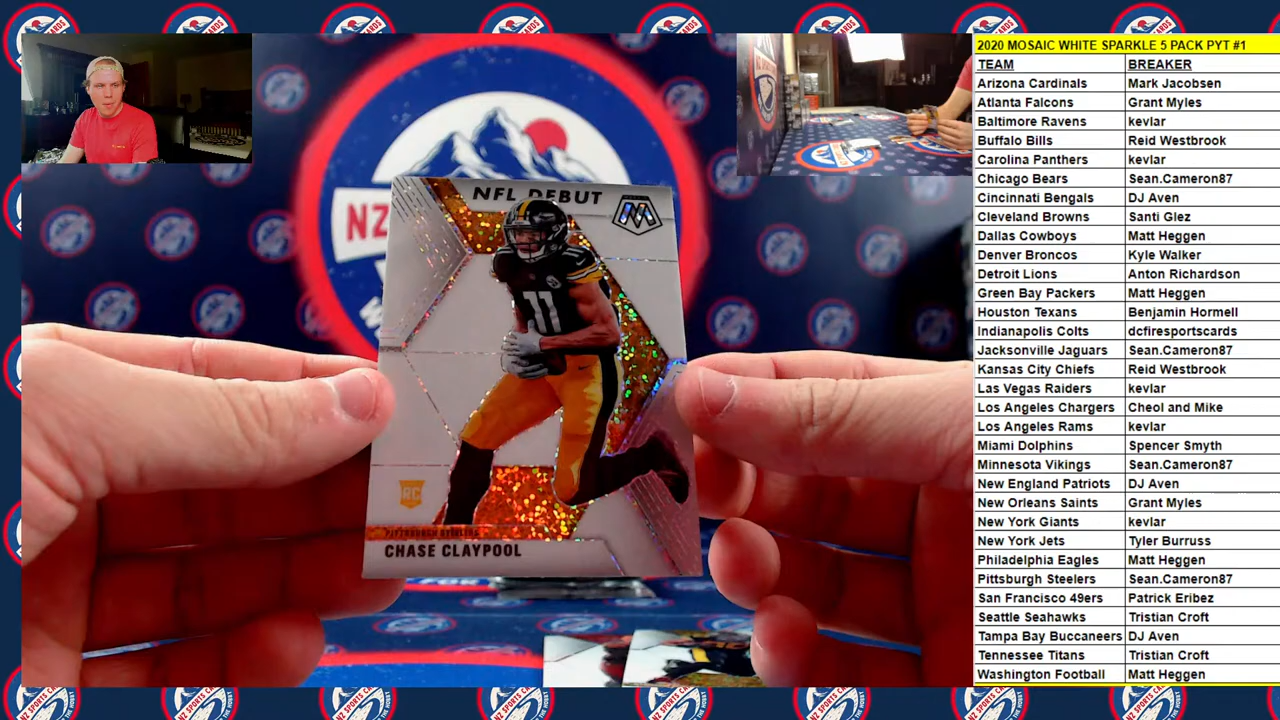 2020 MOSAIC WHITE SPARKLE 5 PACK PYT #1
TEAM BREAKER
Arizona Cardinals Mark Jacobsen
Atlanta Falcons Grant Myles
Baltimore Ravens kevlar
Buffalo Bills Reid Westbrook
Carolina Panthers kevlar
Chicago Bears Sean.Cameron87
Cincinnati Bengals DJ Aven
Cleveland Browns Santi Glez
Dallas Cowboys Matt Heggen
Denver Broncos Kyle Walker
Detroit Lions Anton Richardson
Green Bay Packers Matt Heggen
Houston Texans Benjamin Hormell
Indianapolis Colts dcfiresportscards
Jacksonville Jaguars Sean.Cameron87
Kansas City Chiefs Reid Westbrook
Las Vegas Raiders kevlar
Los Angeles Chargers Cheol and Mike
Los Angeles Rams kevlar
Miami Dolphins Spencer Smyth
Minnesota Vikings Sean.Cameron87
New England Patriots DJ Aven
New Orleans Saints Grant Myles
New York Giants kevlar
New York Jets Tyler Burruss
Philadelphia Eagles Matt Heggen
Pittsburgh Steelers Sean.Cameron87
San Francisco 49ers Patrick Eribez
Seattle Seahawks Tristian Croft
Tampa Bay Buccaneers DJ Aven
Tennessee Titans Tristian Croft
Washington Football Matt Heggen
NFL DEBUT
NZ
11
RC
PITTSBURGH STEELERS
CHASE CLAYPOOL
FOR